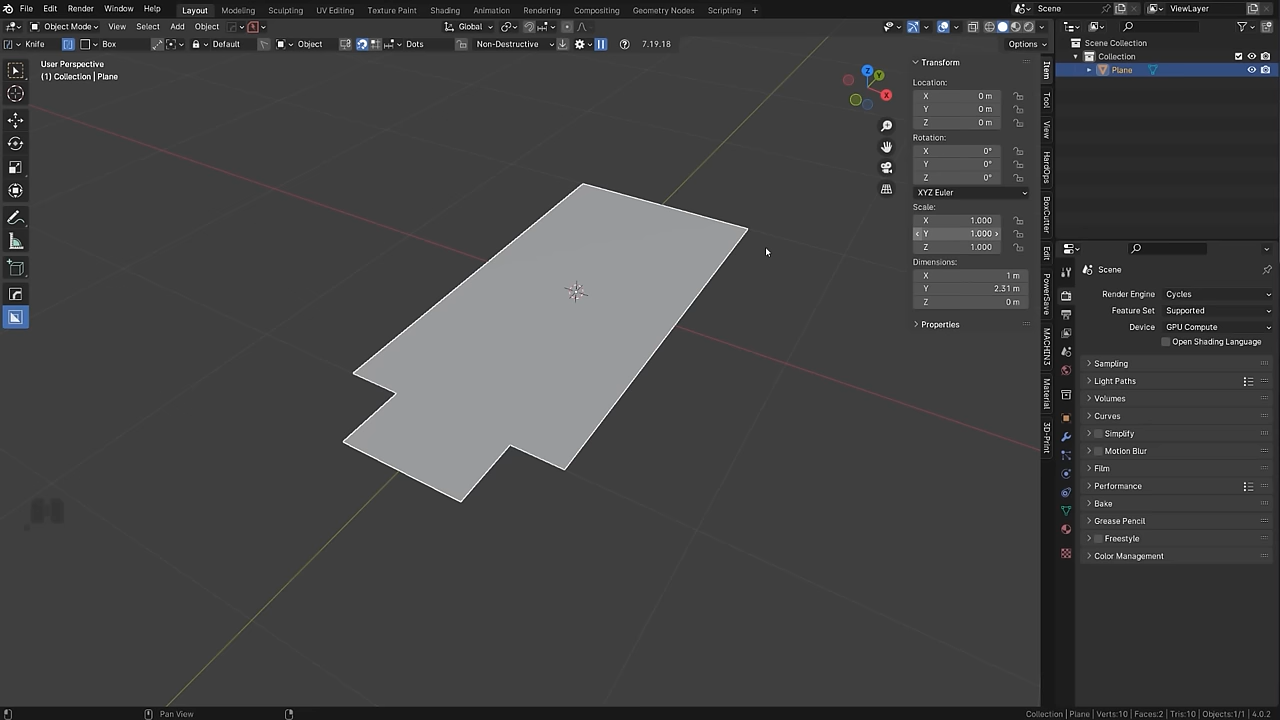 File Edit Render Window Help Layout Modeling Sculpting UV Editing Texture Paint Shading Animation Rendering Compositing Geometry Nodes Scripting + Scene ViewLayer
Object Mode View Select Add Object Global
Knife Box Default Object Dots Non-Destructive 7.19.18 Options
User Perspective
(1) Collection | Plane
Transform
Location:
X 0 m
Y 0 m
Z 0 m
Rotation:
X 0°
Y 0°
Z 0°
XYZ Euler
Scale:
X 1.000
Y 1.000
Z 1.000
Dimensions:
X 1 m
Y 2.31 m
Z 0 m
Properties
Item
Tool
View
HardOps
BoxCutter
Edit
PowerSave
MACHIN3
Material
3D-Print
Z
Y
X
Scene Collection
Collection
Plane
Scene
Render Engine Cycles
Feature Set Supported
Device GPU Compute
Open Shading Language
Sampling
Light Paths
Volumes
Curves
Simplify
Motion Blur
Film
Performance
Bake
Grease Pencil
Freestyle
Color Management
Pan View
Collection | Plane | Verts:10 | Faces:2 | Tris:10 | Objects:1/1 | 4.0.2